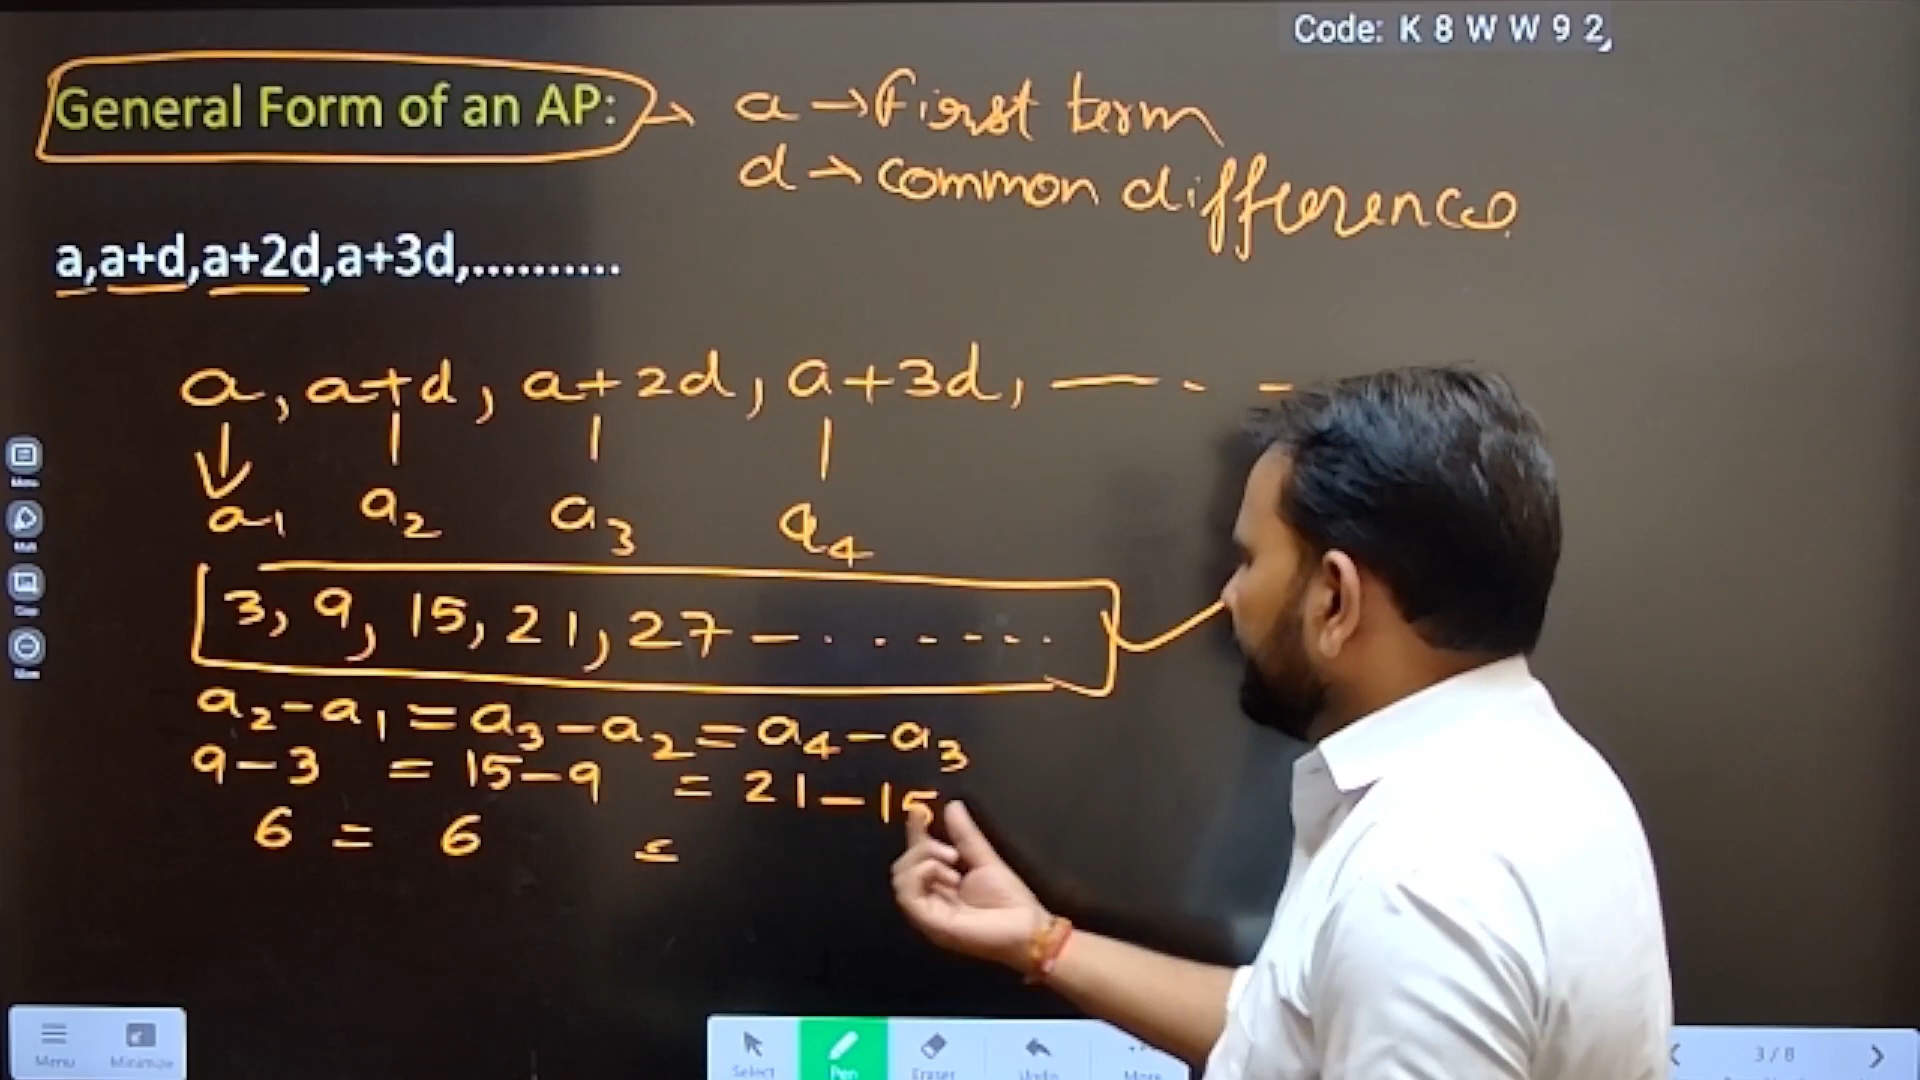 Code: K 8 W W 9 2
General Form of an AP: → a → First term
d → common difference
a,a+d,a+2d,a+3d,..........
a, a+d, a+2d, a+3d, — - -
a1 a2 a3 a4
3, 9, 15, 21, 27 — . . - - - .
a2-a1 = a3-a2 = a4-a3
9-3 = 15-9 = 21-15
6 = 6 =
Menu
Menu Minimize
Select Pen Eraser Undo More
3/8